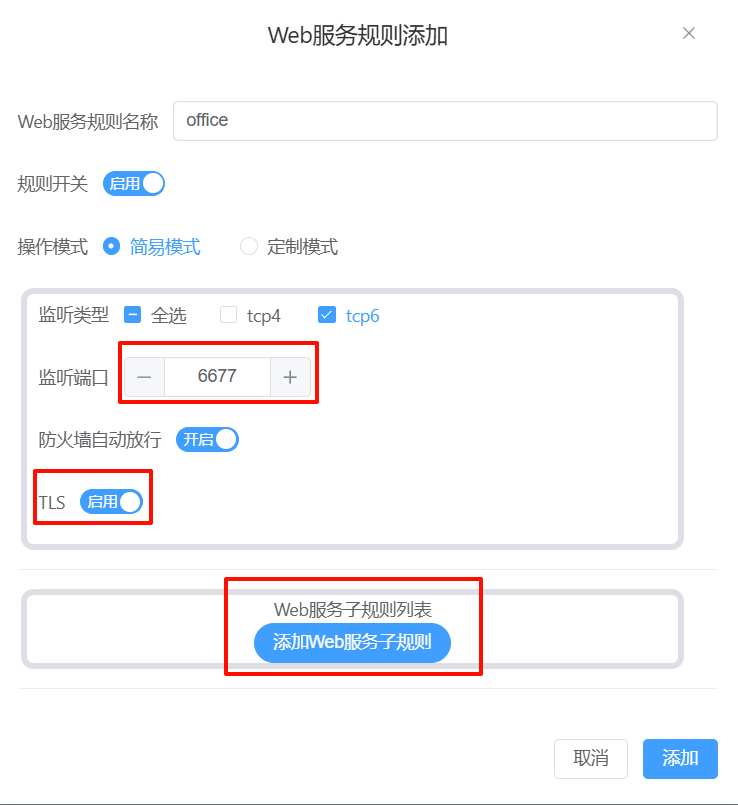 Web服务规则添加
Web服务规则名称 office
规则开关 启用
操作模式 简易模式 定制模式
监听类型 全选 tcp4 tcp6
监听端口 6677
防火墙自动放行 开启
TLS 启用
Web服务子规则列表
添加Web服务子规则
取消 添加